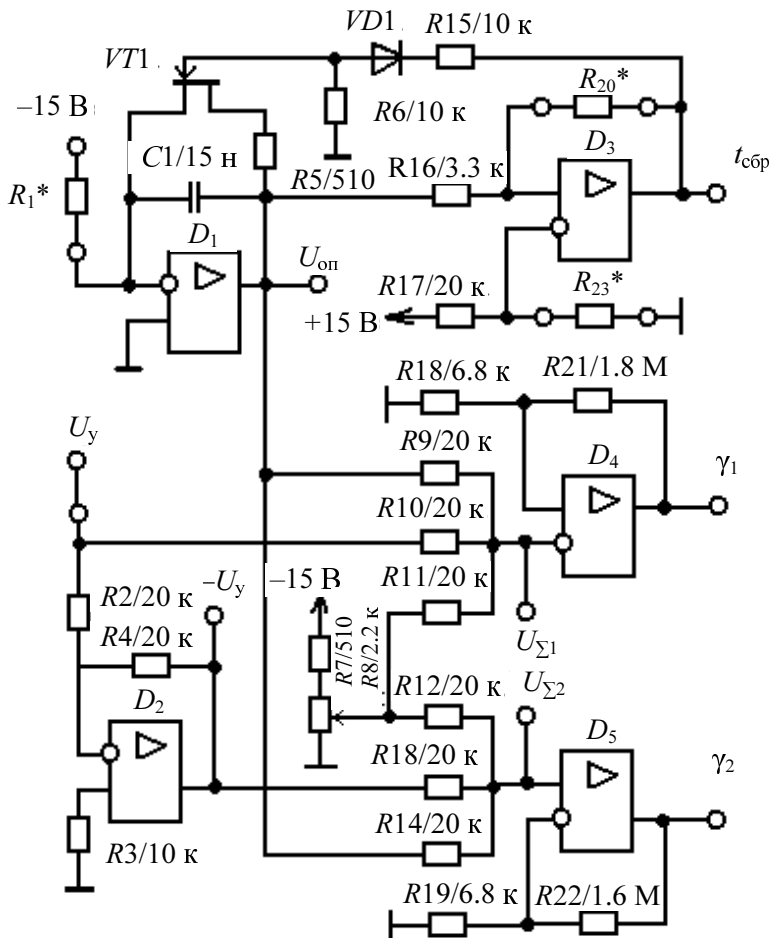 VD1
R15/10 к
VT1
R20*
–15 В
R6/10 к
D3
C1/15 н
R16/3.3 к
tсбр
R5/510
R1*
D1
Uоп
R17/20 к
R23*
+15 В
R18/6.8 к
R21/1.8 М
Uу
R9/20 к
D4
γ1
R10/20 к
–15 В
R11/20 к
–Uу
R2/20 к
R4/20 к
R7/510
R8/2.2 к
UΣ1
D2
R12/20 к
UΣ2
D5
R18/20 к
γ2
R14/20 к
R3/10 к
R19/6.8 к
R22/1.6 М